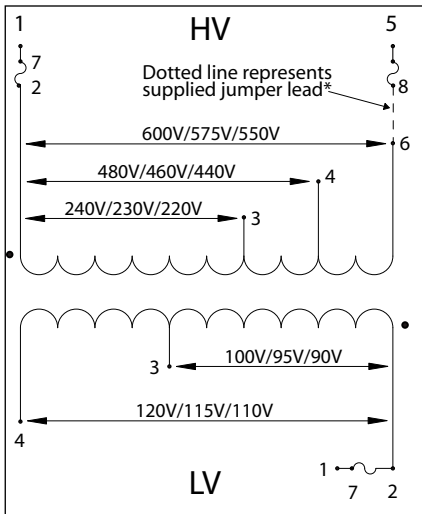 1 HV 5
7
2 8
Dotted line represents
supplied jumper lead*
600V/575V/550V
6
480V/460V/440V
4
240V/230V/220V
3
3 100V/95V/90V
120V/115V/110V
4
1 7 2
LV